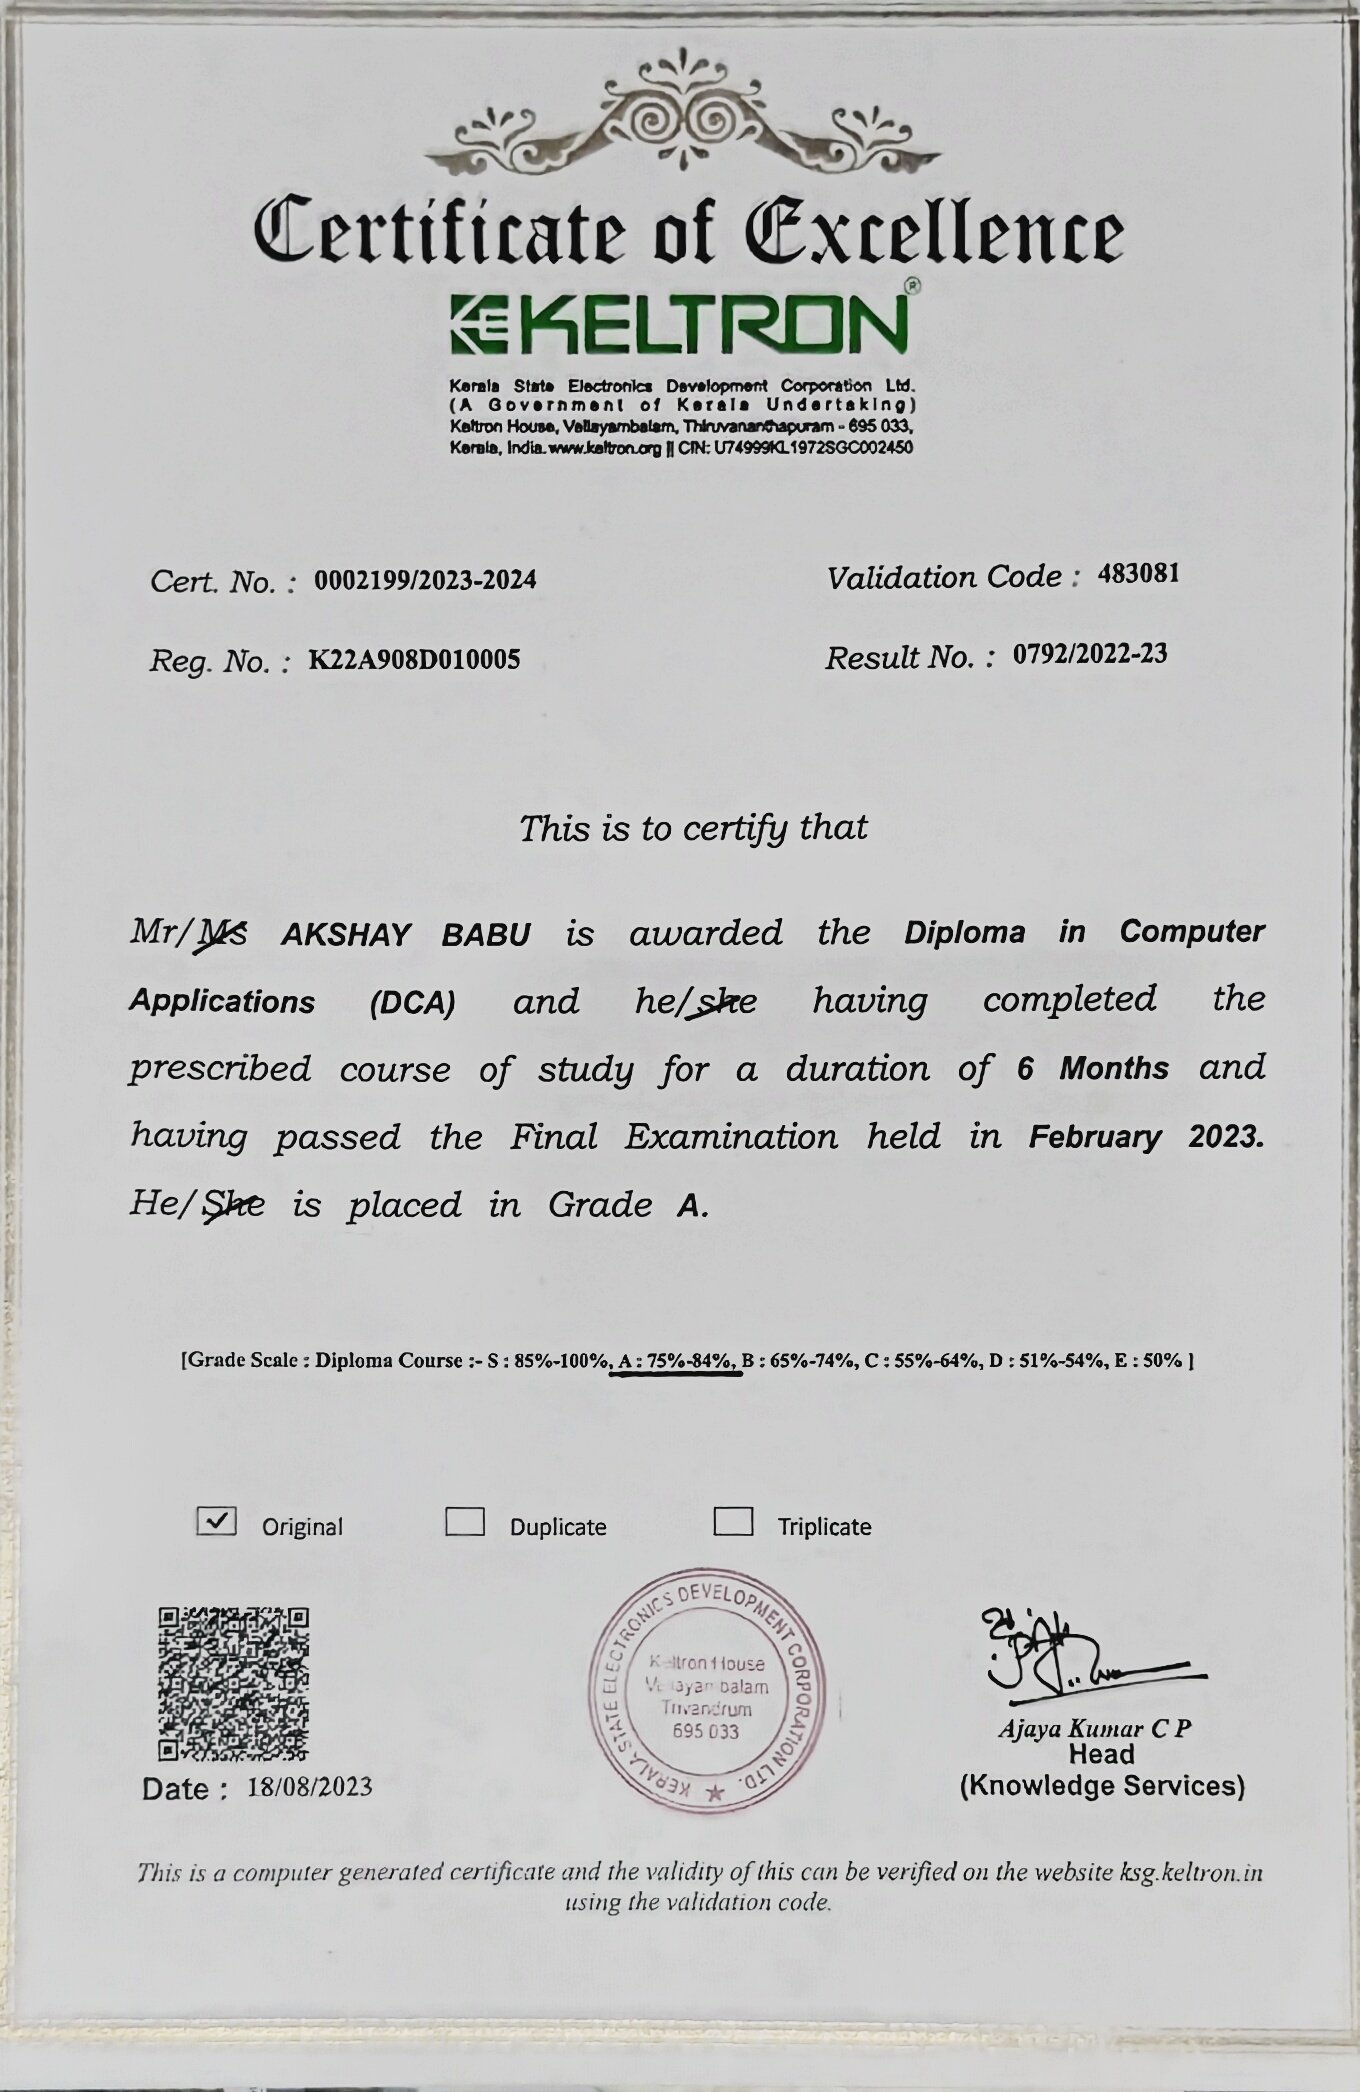 Certificate of Excellence
KELTRON®
Kerala State Electronics Development Corporation Ltd.
(A Government of Kerala Undertaking)
Keltron House, Vellayambalam, Thiruvananthapuram - 695 033,
Kerala, India. www.keltron.org || CIN: U74999KL1972SGC002450
Cert. No. : 0002199/2023-2024 Validation Code : 483081
Reg. No. : K22A908D010005 Result No. : 0792/2022-23
This is to certify that
Mr/Ms AKSHAY BABU is awarded the Diploma in Computer
Applications (DCA) and he/she having completed the
prescribed course of study for a duration of 6 Months and
having passed the Final Examination held in February 2023.
He/She is placed in Grade A.
[Grade Scale : Diploma Course :- S : 85%-100%, A : 75%-84%, B : 65%-74%, C : 55%-64%, D : 51%-54%, E : 50% ]
Original Duplicate Triplicate
KERALA STATE ELECTRONICS DEVELOPMENT CORPORATION LTD.
Keltron House
Vellayambalam
Trivandrum
695 033
Ajaya Kumar C P
Head
(Knowledge Services)
Date : 18/08/2023
This is a computer generated certificate and the validity of this can be verified on the website ksg.keltron.in
using the validation code.